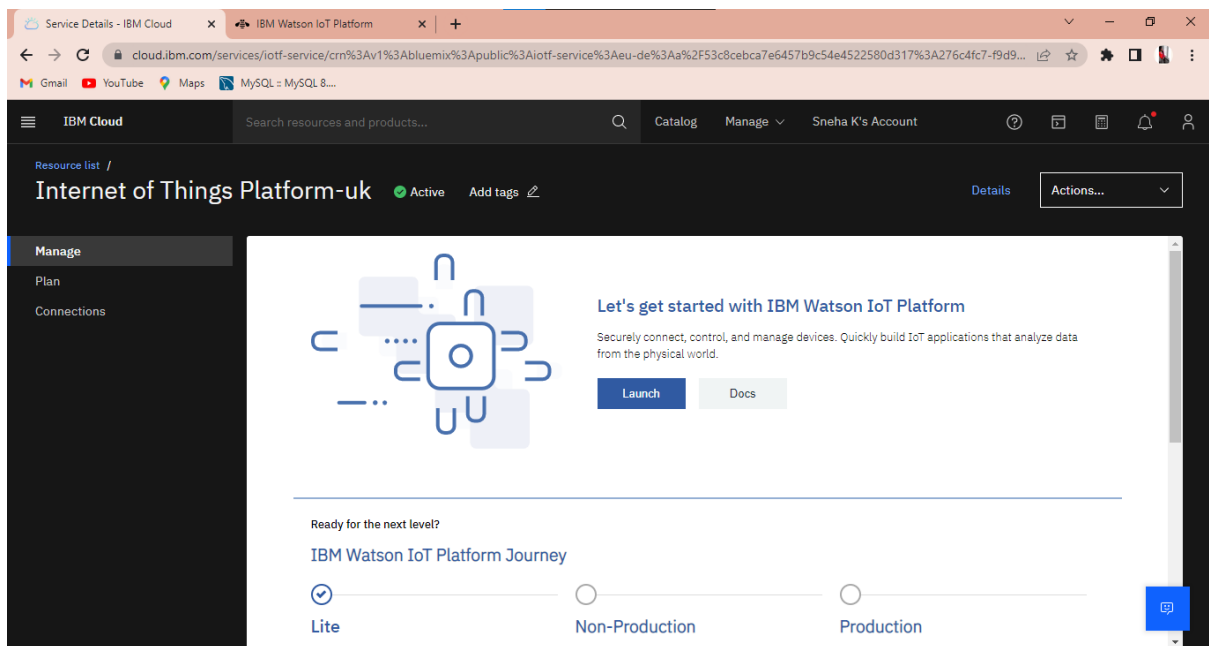 Service Details - IBM Cloud
IBM Watson IoT Platform
cloud.ibm.com/services/iotf-service/crn%3Av1%3Abluemix%3Apublic%3Aiotf-service%3Aeu-de%3Aa%2F53c8cebca7e6457b9c54e4522580d317%3A276c4fc7-f9d9...
Gmail YouTube Maps MySQL :: MySQL 8....
IBM Cloud Search resources and products... Catalog Manage Sneha K's Account
Resource list /
Internet of Things Platform-uk Active Add tags Details Actions...
Manage
Plan
Connections
Let's get started with IBM Watson IoT Platform
Securely connect, control, and manage devices. Quickly build IoT applications that analyze data
from the physical world.
Launch Docs
Ready for the next level?
IBM Watson IoT Platform Journey
Lite Non-Production Production